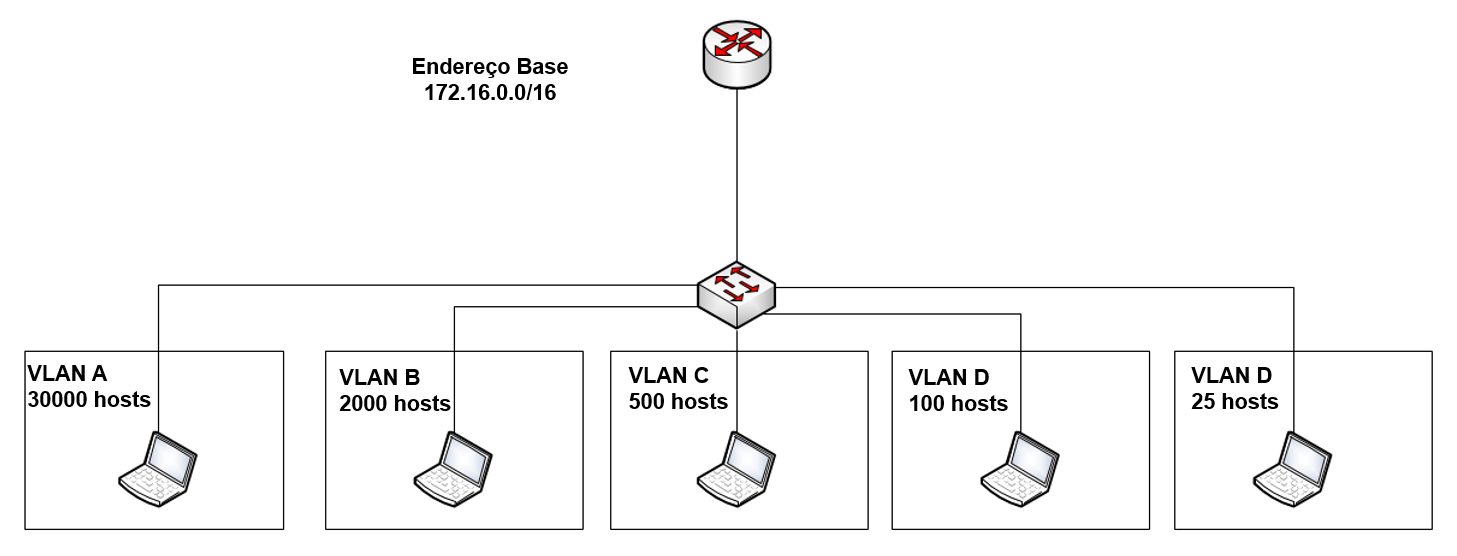 Endereço Base
172.16.0.0/16
VLAN A
30000 hosts
VLAN B
2000 hosts
VLAN C
500 hosts
VLAN D
100 hosts
VLAN D
25 hosts